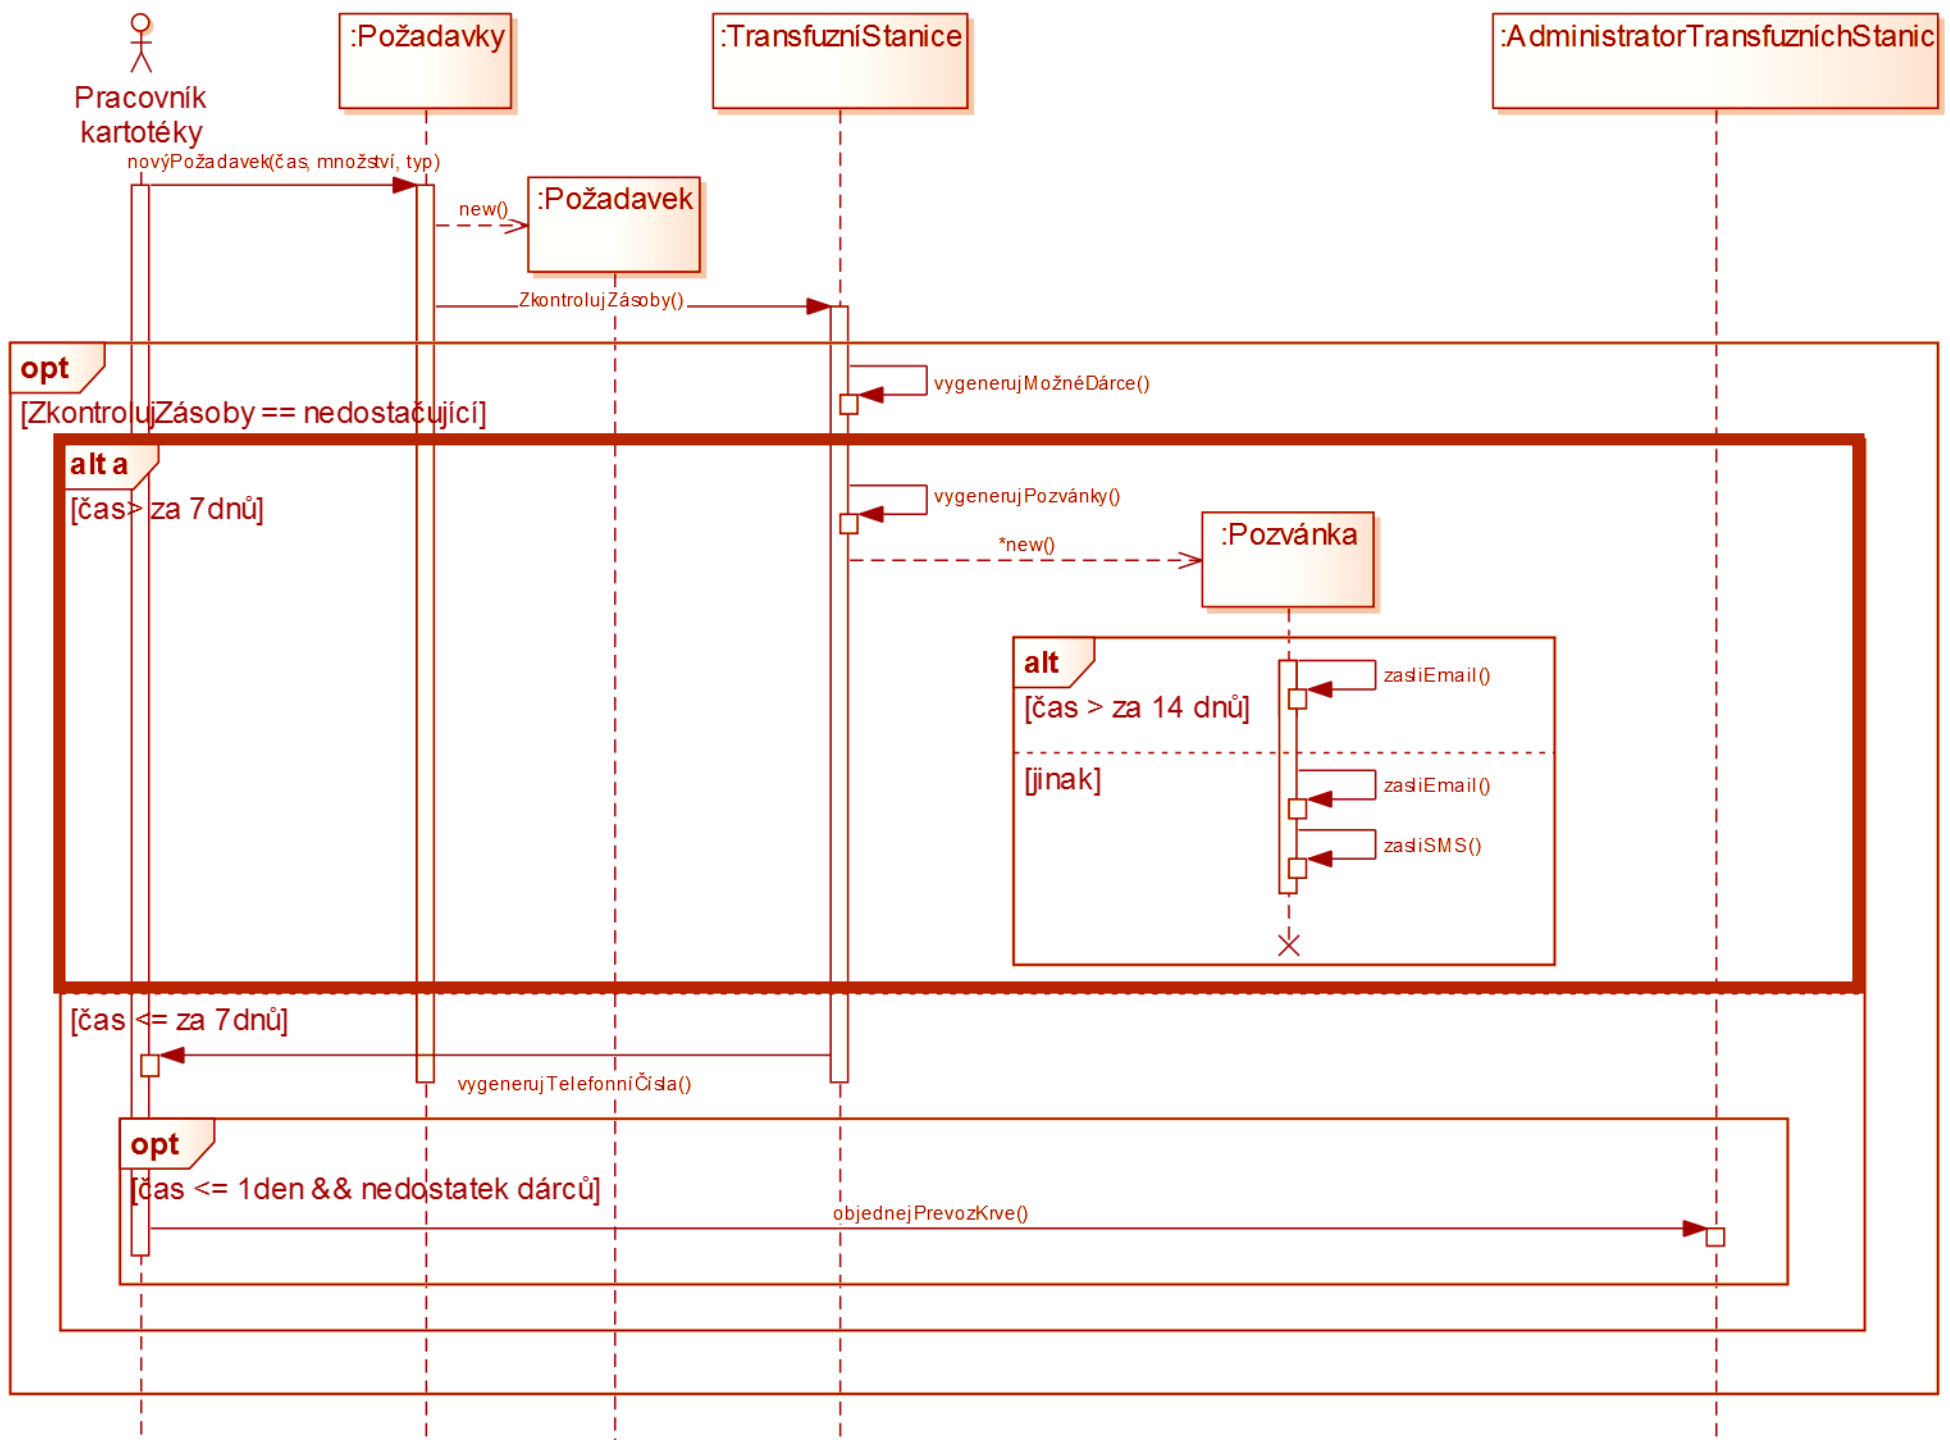 :Požadavky
:TransfuzníStanice
:AdministratorTransfuzníchStanic
Pracovník
kartotéky
novýPožadavek(čas, množství, typ)
:Požadavek
new()
ZkontrolujZásoby()
opt
vygenerujMožnéDárce()
[ZkontrolujZásoby == nedostačující]
alt a
[čas> za 7dnů]
vygenerujPozvánky()
:Pozvánka
*new()
alt
zasliEmail()
[čas > za 14 dnů]
[jinak]
zasliEmail()
zasliSMS()
[čas <= za 7dnů]
vygenerujTelefonníČísla()
opt
[čas <= 1den && nedostatek dárců]
objednejPrevozKrve()